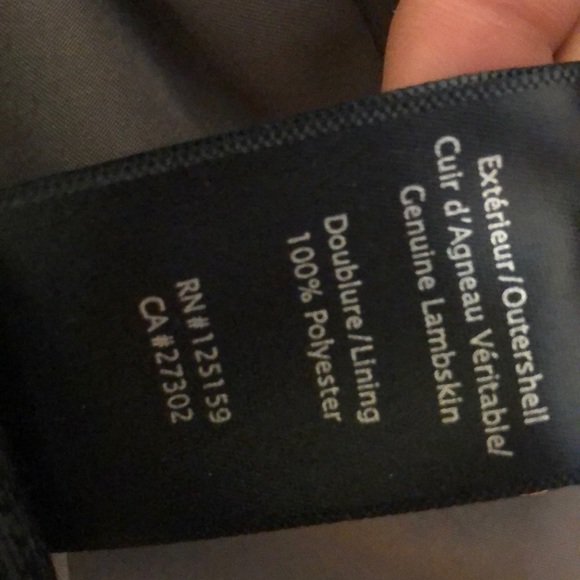 Extérieur/Outershell
Cuir d'Agneau Véritable/
Genuine Lambskin
Doublure/Lining
100% Polyester
RN#125159
CA#27302